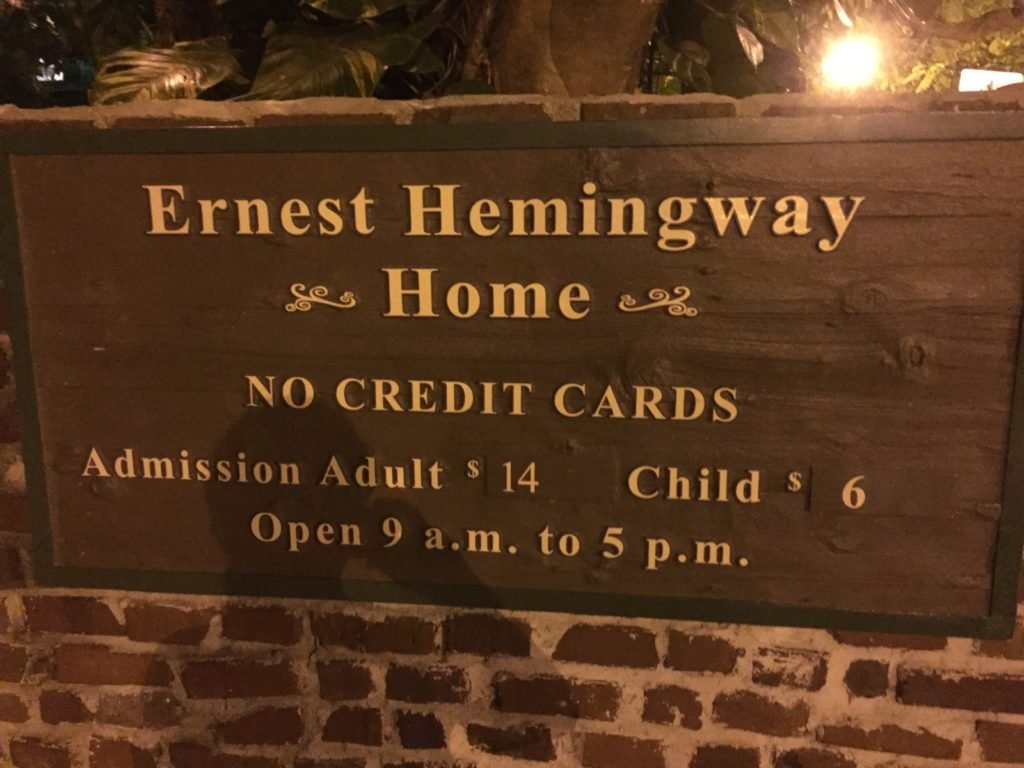 Ernest Hemingway
Home
NO CREDIT CARDS
Admission Adult $ 14 Child $ 6
Open 9 a.m. to 5 p.m.